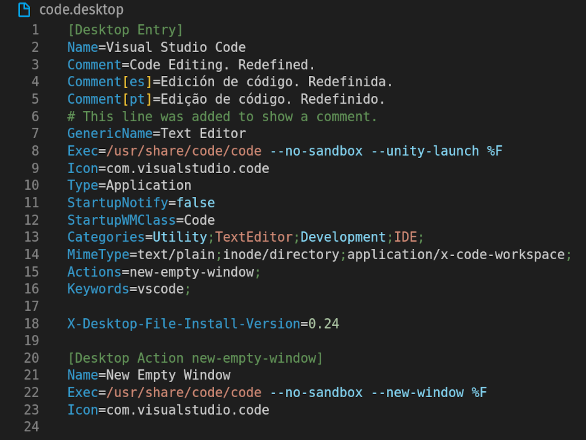 code.desktop
1 [Desktop Entry]
2 Name=Visual Studio Code
3 Comment=Code Editing. Redefined.
4 Comment[es]=Edición de código. Redefinida.
5 Comment[pt]=Edição de código. Redefinido.
6 # This line was added to show a comment.
7 GenericName=Text Editor
8 Exec=/usr/share/code/code --no-sandbox --unity-launch %F
9 Icon=com.visualstudio.code
10 Type=Application
11 StartupNotify=false
12 StartupWMClass=Code
13 Categories=Utility;TextEditor;Development;IDE;
14 MimeType=text/plain;inode/directory;application/x-code-workspace;
15 Actions=new-empty-window;
16 Keywords=vscode;
17
18 X-Desktop-File-Install-Version=0.24
19
20 [Desktop Action new-empty-window]
21 Name=New Empty Window
22 Exec=/usr/share/code/code --no-sandbox --new-window %F
23 Icon=com.visualstudio.code
24